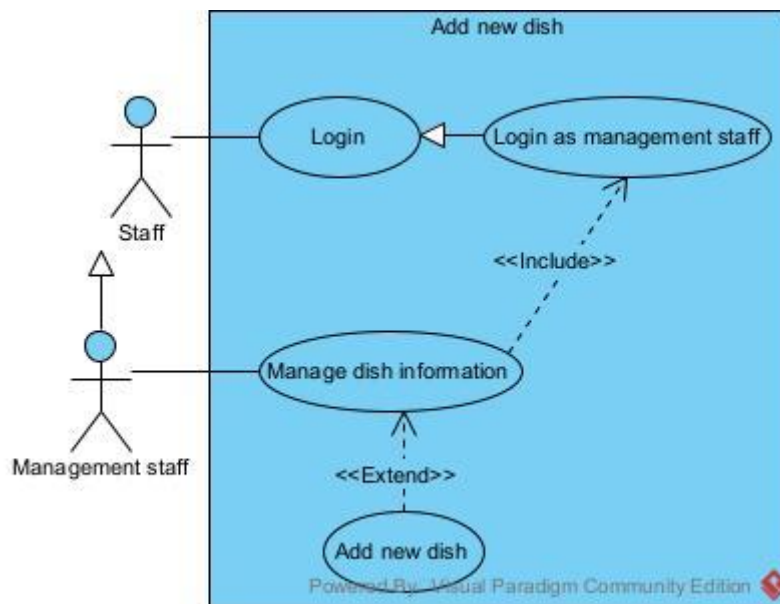 Add new dish
Login
Login as management staff
Staff
<<Include>>
Manage dish information
Management staff
<<Extend>>
Add new dish
Powered By Visual Paradigm Community Edition